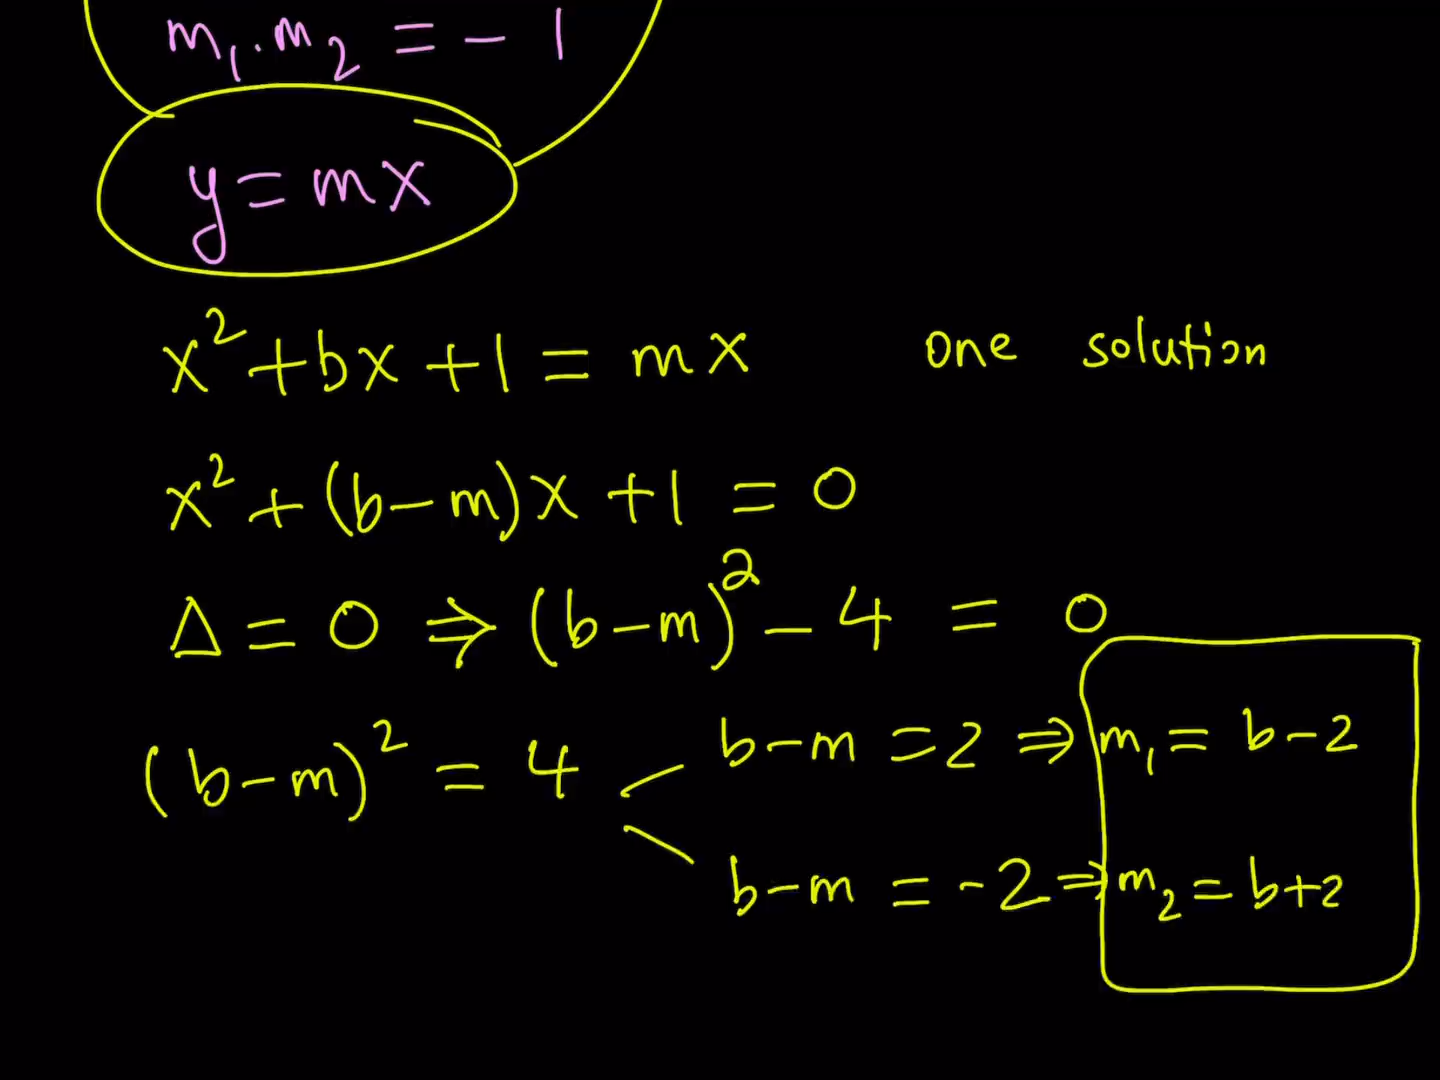 m₁.m₂ = -1
y = mx
x² + bx + 1 = mx one solution
x² + (b-m)x + 1 = 0
Δ = 0 ⇒ (b-m)² - 4 = 0
b-m = 2 ⇒ m₁ = b-2
(b-m)² = 4
b-m = -2 ⇒ m₂ = b+2